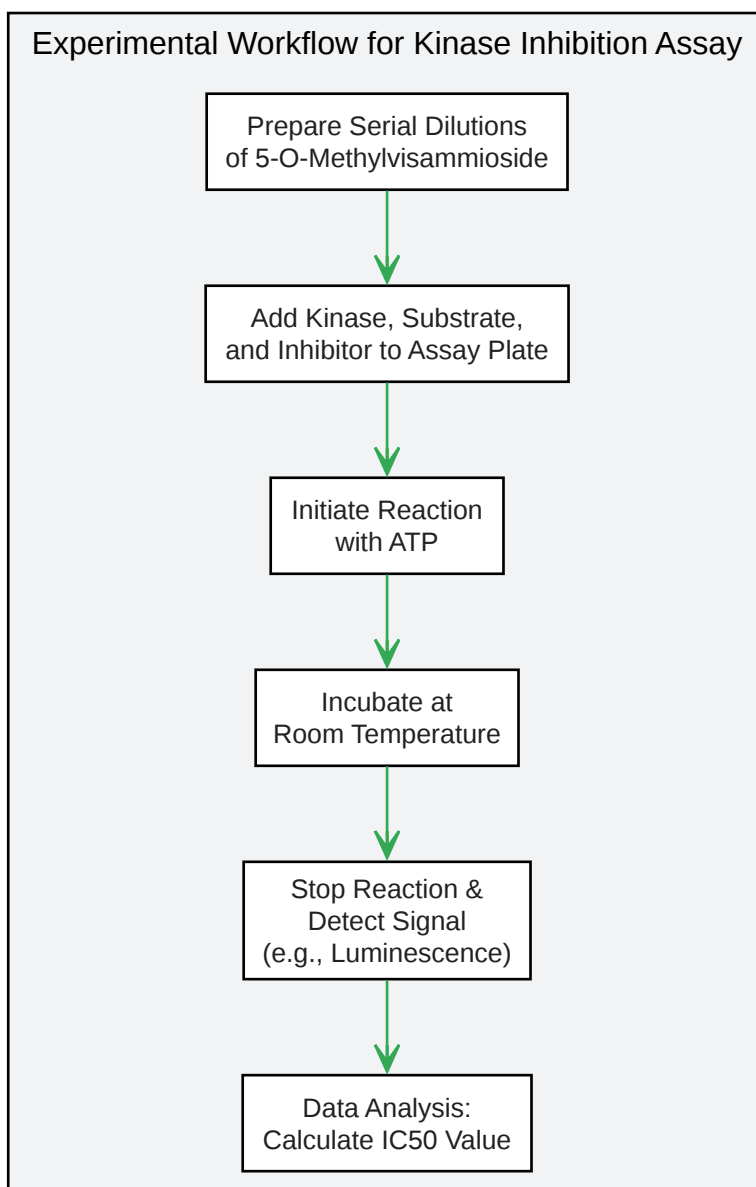 Experimental Workflow for Kinase Inhibition Assay
Prepare Serial Dilutions
of 5-O-Methylvisammioside
Add Kinase, Substrate,
and Inhibitor to Assay Plate
Initiate Reaction
with ATP
Incubate at
Room Temperature
Stop Reaction &
Detect Signal
(e.g., Luminescence)
Data Analysis:
Calculate IC50 Value